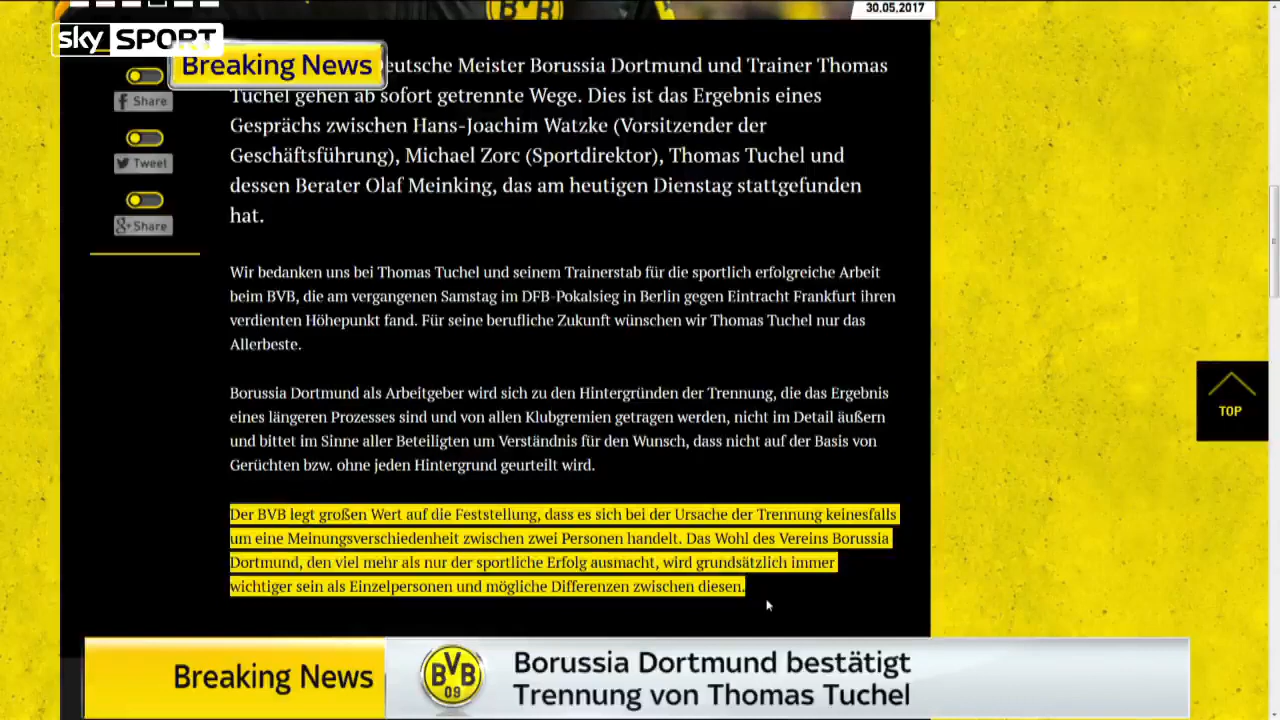 BVB
30.05.2017
sky SPORT
Breaking News
eutsche Meister Borussia Dortmund und Trainer Thomas
Tuchel gehen ab sofort getrennte Wege. Dies ist das Ergebnis eines
Gesprächs zwischen Hans-Joachim Watzke (Vorsitzender der
Geschäftsführung), Michael Zorc (Sportdirektor), Thomas Tuchel und
dessen Berater Olaf Meinking, das am heutigen Dienstag stattgefunden
hat.
Share
Tweet
Share
Wir bedanken uns bei Thomas Tuchel und seinem Trainerstab für die sportlich erfolgreiche Arbeit
beim BVB, die am vergangenen Samstag im DFB-Pokalsieg in Berlin gegen Eintracht Frankfurt ihren
verdienten Höhepunkt fand. Für seine berufliche Zukunft wünschen wir Thomas Tuchel nur das
Allerbeste.
Borussia Dortmund als Arbeitgeber wird sich zu den Hintergründen der Trennung, die das Ergebnis
eines längeren Prozesses sind und von allen Klubgremien getragen werden, nicht im Detail äußern
und bittet im Sinne aller Beteiligten um Verständnis für den Wunsch, dass nicht auf der Basis von
Gerüchten bzw. ohne jeden Hintergrund geurteilt wird.
Der BVB legt großen Wert auf die Feststellung, dass es sich bei der Ursache der Trennung keinesfalls
um eine Meinungsverschiedenheit zwischen zwei Personen handelt. Das Wohl des Vereins Borussia
Dortmund, den viel mehr als nur der sportliche Erfolg ausmacht, wird grundsätzlich immer
wichtiger sein als Einzelpersonen und mögliche Differenzen zwischen diesen.
TOP
Breaking News
BVB 09
Borussia Dortmund bestätigt
Trennung von Thomas Tuchel